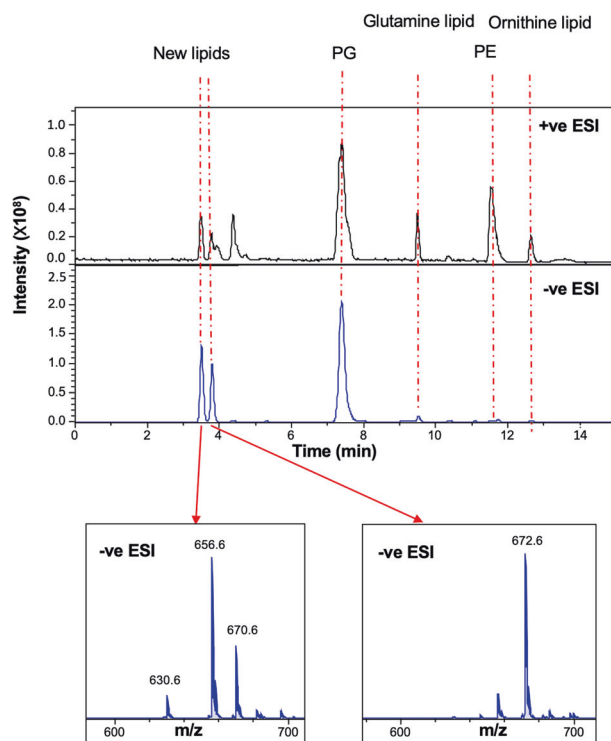 Glutamine lipid Ornithine lipid
New lipids PG PE
+ve ESI
1.0
0.8
0.6
0.4
0.2
0.0
Intensity (X10⁸)
-ve ESI
2.5
2.0
1.5
1.0
0.5
0.0
0 2 4 6 8 10 12 14
Time (min)
-ve ESI
656.6
670.6
630.6
600 m/z 700
-ve ESI
672.6
600 m/z 700